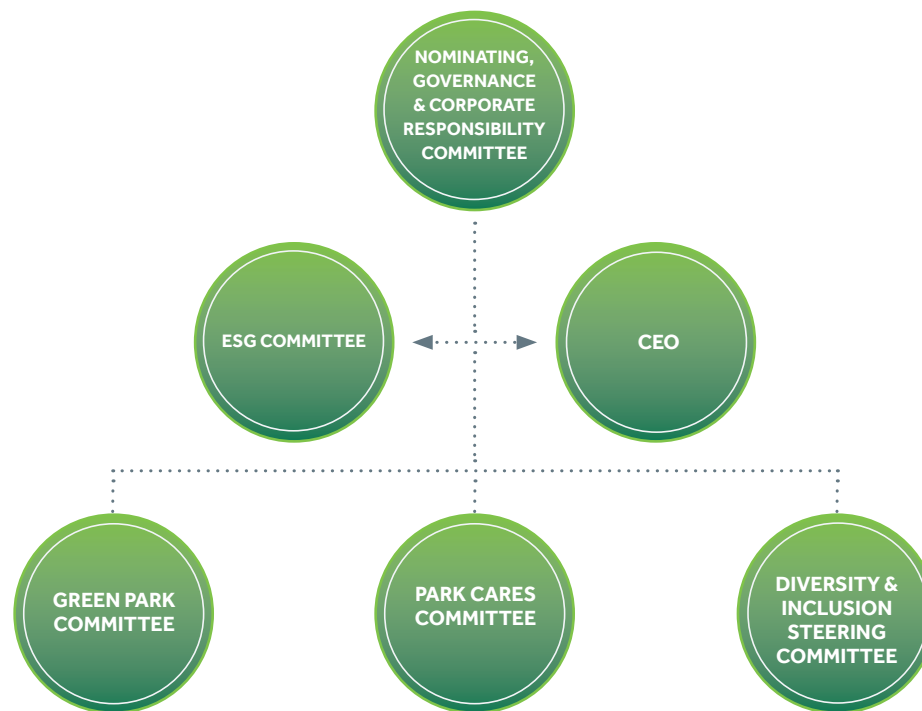 NOMINATING,
GOVERNANCE
& CORPORATE
RESPONSIBILITY
COMMITTEE
ESG COMMITTEE
CEO
GREEN PARK
COMMITTEE
PARK CARES
COMMITTEE
DIVERSITY &
INCLUSION
STEERING
COMMITTEE